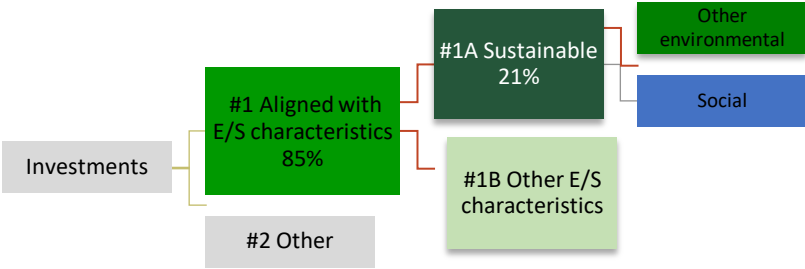 Investments
#1 Aligned with
E/S characteristics
85%
#2 Other
#1A Sustainable
21%
#1B Other E/S
characteristics
Other
environmental
Social